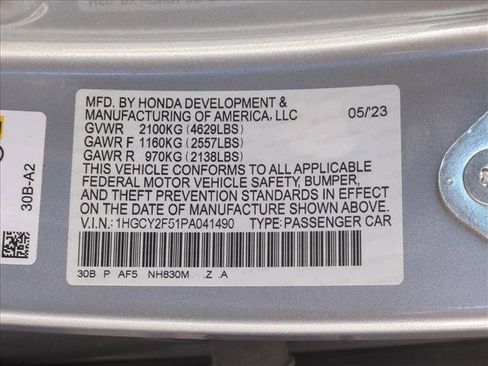 MFD. BY HONDA DEVELOPMENT &
MANUFACTURING OF AMERICA, LLC 05/'23
GVWR 2100KG (4629LBS)
GAWR F 1160KG (2557LBS)
GAWR R 970KG (2138LBS)
THIS VEHICLE CONFORMS TO ALL APPLICABLE
FEDERAL MOTOR VEHICLE SAFETY, BUMPER,
AND THEFT PREVENTION STANDARDS IN EFFECT
ON THE DATE OF MANUFACTURE SHOWN ABOVE.
V.I.N.: 1HGCY2F51PA041490 TYPE: PASSENGER CAR
30B P AF5 NH830M .Z .A
30B-A2